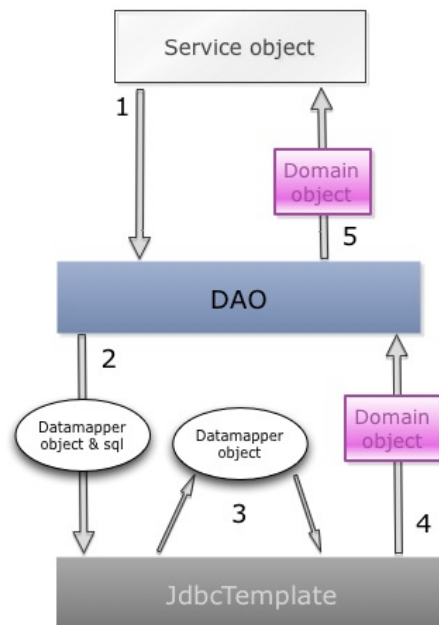 Service object
1
Domain
object
5
DAO
2
Datamapper
object & sql
Datamapper
object
Domain
object
3
4
JdbcTemplate